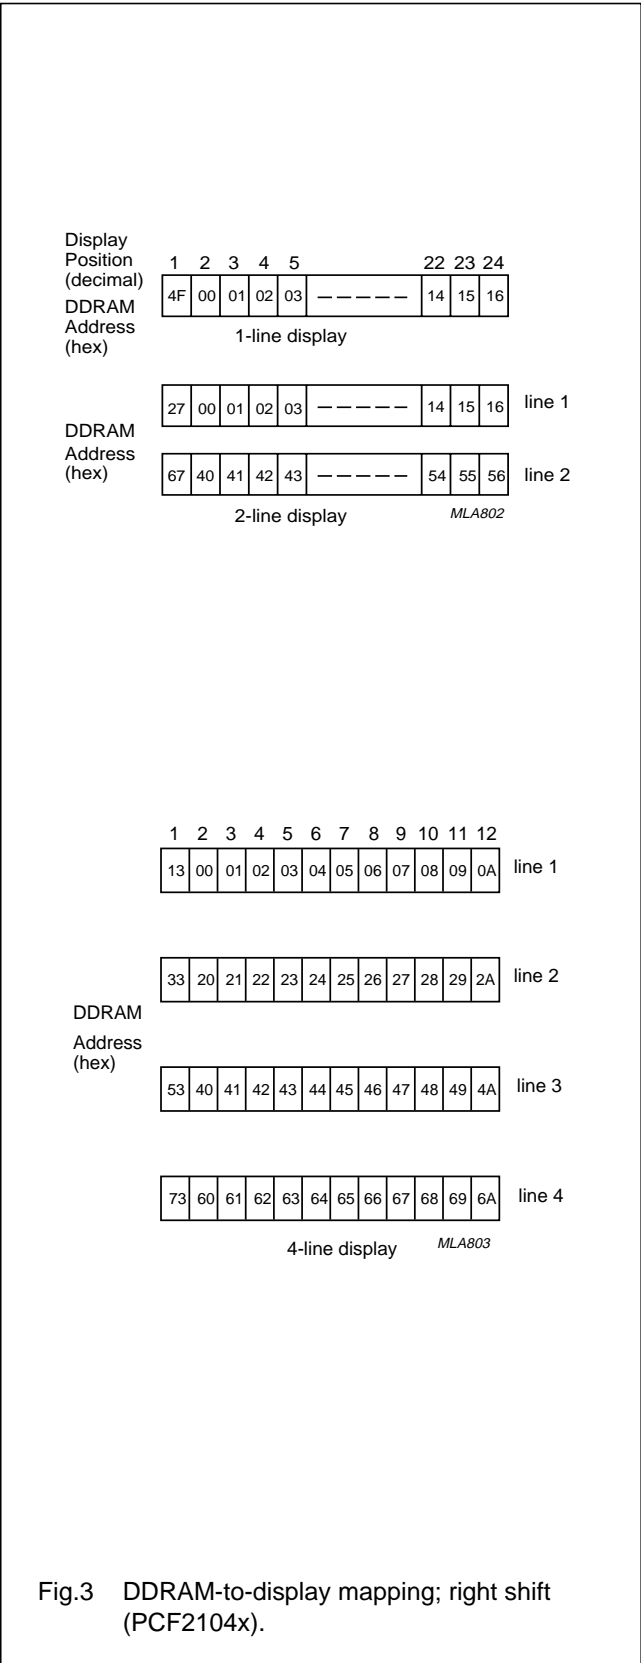 Display
Position
(decimal)
1 2 3 4 5 22 23 24
DDRAM
Address
(hex)
4F 00 01 02 03 14 15 16
1-line display
DDRAM
Address
(hex)
27 00 01 02 03 14 15 16 line 1
67 40 41 42 43 54 55 56 line 2
2-line display MLA802
1 2 3 4 5 6 7 8 9 10 11 12
13 00 01 02 03 04 05 06 07 08 09 0A line 1
33 20 21 22 23 24 25 26 27 28 29 2A line 2
DDRAM
Address
(hex)
53 40 41 42 43 44 45 46 47 48 49 4A line 3
73 60 61 62 63 64 65 66 67 68 69 6A line 4
4-line display MLA803
Fig.3 DDRAM-to-display mapping; right shift
(PCF2104x).